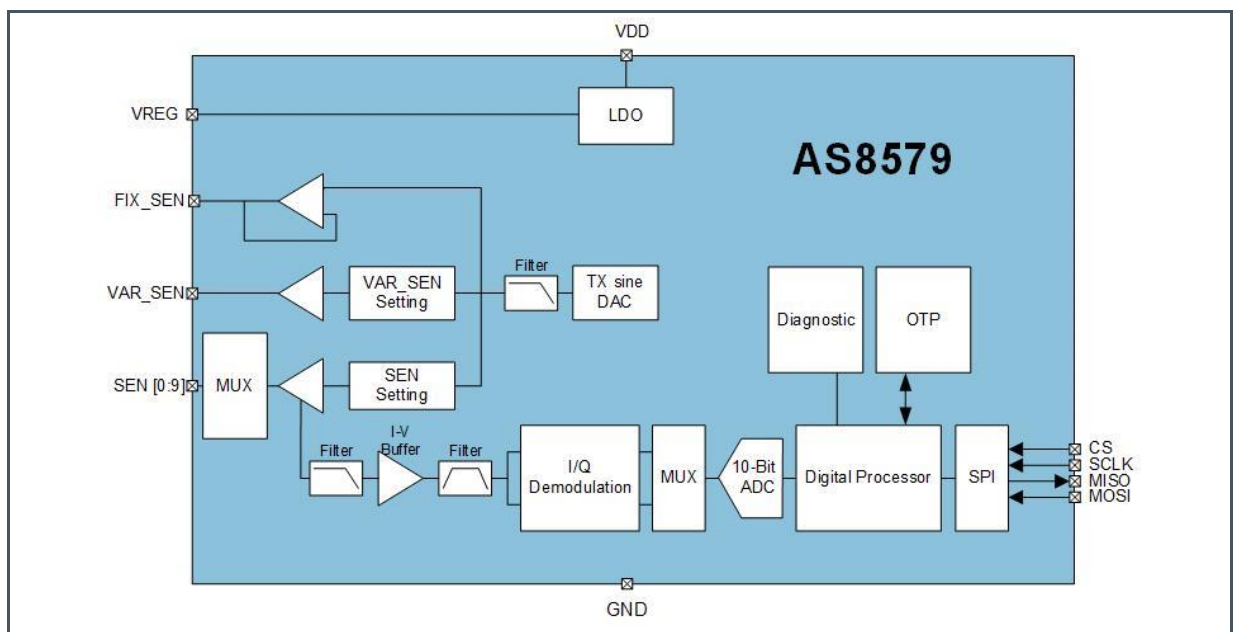 VDD
VREG
LDO
AS8579
FIX_SEN
Filter
VAR_SEN
VAR_SEN
Setting
TX sine
DAC
Diagnostic
OTP
SEN [0:9]
MUX
SEN
Setting
I-V
Buffer
Filter
Filter
I/Q
Demodulation
MUX
10-Bit
ADC
Digital Processor
SPI
CS
SCLK
MISO
MOSI
GND